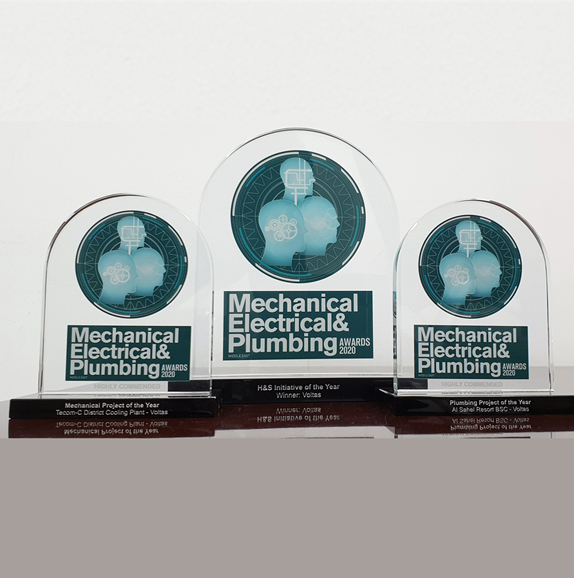 Mechanical
Electrical&
Plumbing
AWARDS
2020
HIGHLY COMMENDED
Mechanical Project of the Year
Tecom-C District Cooling Plant - Voltas
Mechanical
Electrical&
Plumbing
AWARDS
2020
H&S Initiative of the Year
Winner: Voltas
Mechanical
Electrical&
Plumbing
AWARDS
2020
HIGHLY COMMENDED
Plumbing Project of the Year
Al Sahel Resort BSC - Voltas